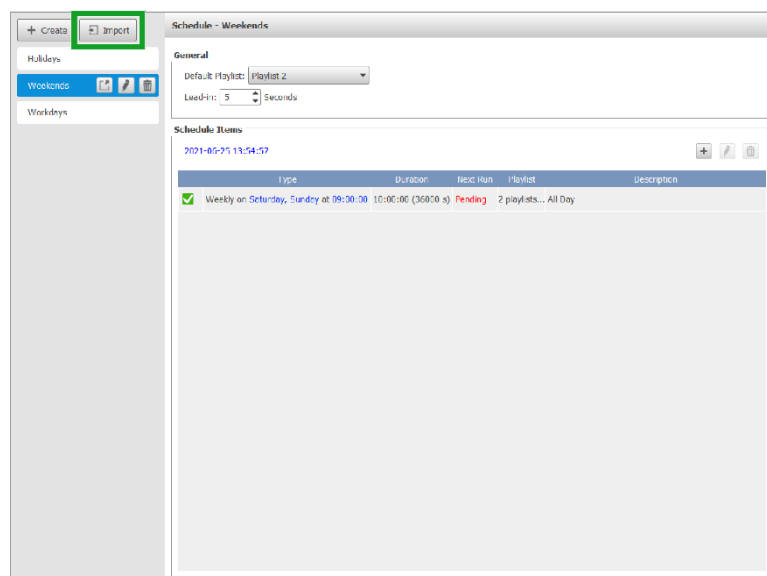 + Create
Import
Holidays
Weekends
Workdays
Schedule - Weekends
General
Default Playlist: Playlist 2
Lead-in: 5 Seconds
Schedule Items
2021-06-25 13:54:57
Type Duration Next Run Playlist Description
Weekly on Saturday, Sunday at 09:00:00 10:00:00 (36000 s) Pending 2 playlists... All Day